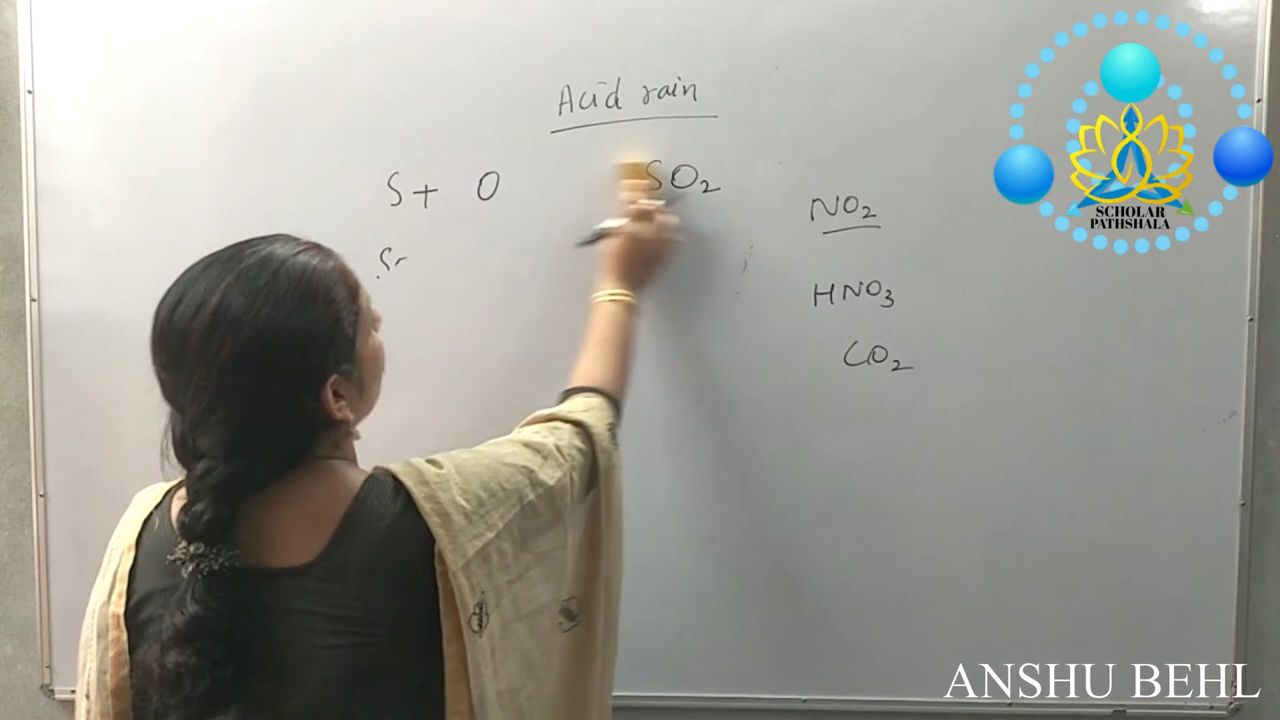 Acid rain
S + O SO2
NO2
S
HNO3
CO2
SCHOLAR
PATHSHALA
ANSHU BEHL